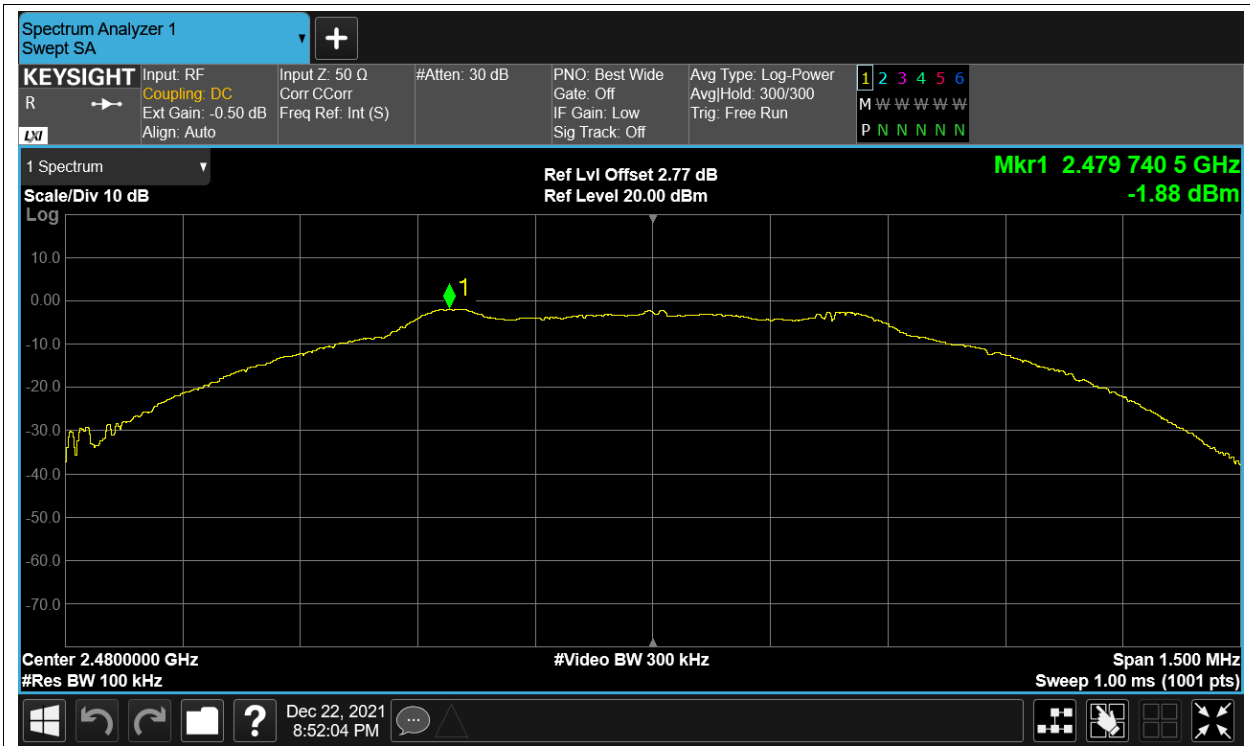 Spectrum Analyzer 1
Swept SA
KEYSIGHT
R
LXI
Input: RF
Coupling: DC
Ext Gain: -0.50 dB
Align: Auto
Input Z: 50 Ω
Corr CCorr
Freq Ref: Int (S)
#Atten: 30 dB
PNO: Best Wide
Gate: Off
IF Gain: Low
Sig Track: Off
Avg Type: Log-Power
Avg|Hold: 300/300
Trig: Free Run
1 2 3 4 5 6
M W W W W W
P N N N N N
1 Spectrum
Scale/Div 10 dB
Log
Ref Lvl Offset 2.77 dB
Ref Level 20.00 dBm
Mkr1 2.479 740 5 GHz
-1.88 dBm
10.0
0.00
-10.0
-20.0
-30.0
-40.0
-50.0
-60.0
-70.0
1
Center 2.4800000 GHz
#Res BW 100 kHz
#Video BW 300 kHz
Span 1.500 MHz
Sweep 1.00 ms (1001 pts)
?
Dec 22, 2021
8:52:04 PM